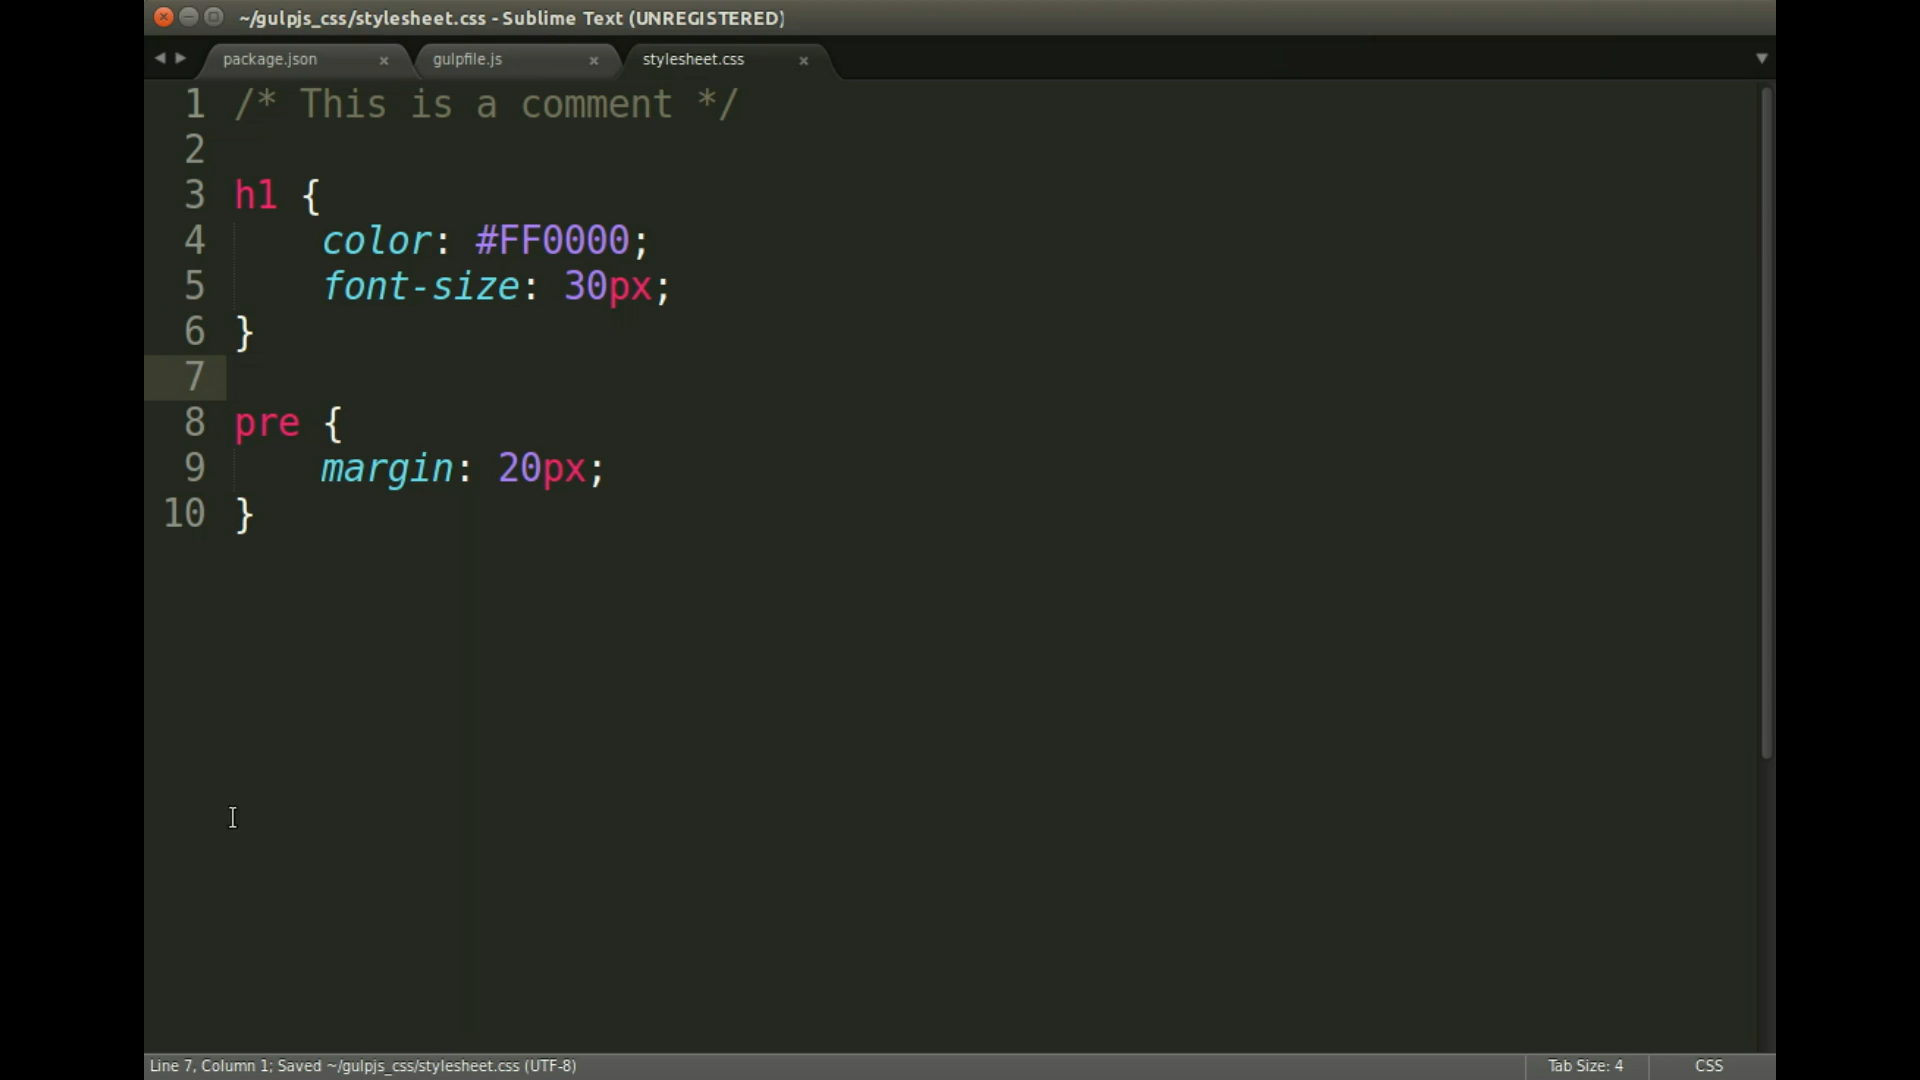 ~/gulpjs_css/stylesheet.css - Sublime Text (UNREGISTERED)
package.json gulpfile.js stylesheet.css
1 /* This is a comment */
2
3 h1 {
4 color: #FF0000;
5 font-size: 30px;
6 }
7
8 pre {
9 margin: 20px;
10 }
Line 7, Column 1; Saved ~/gulpjs_css/stylesheet.css (UTF-8) Tab Size: 4 CSS